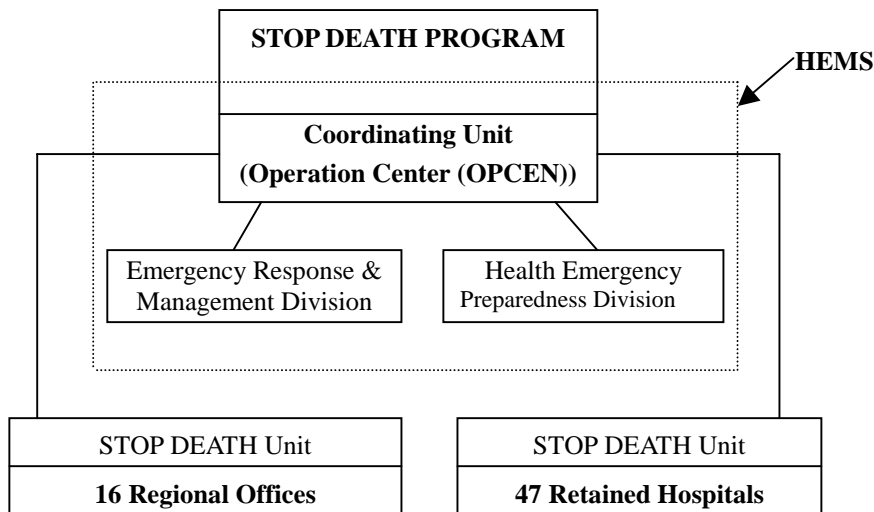 STOP DEATH PROGRAM
HEMS
Coordinating Unit
(Operation Center (OPCEN))
Emergency Response &
Management Division
Health Emergency
Preparedness Division
STOP DEATH Unit
16 Regional Offices
STOP DEATH Unit
47 Retained Hospitals